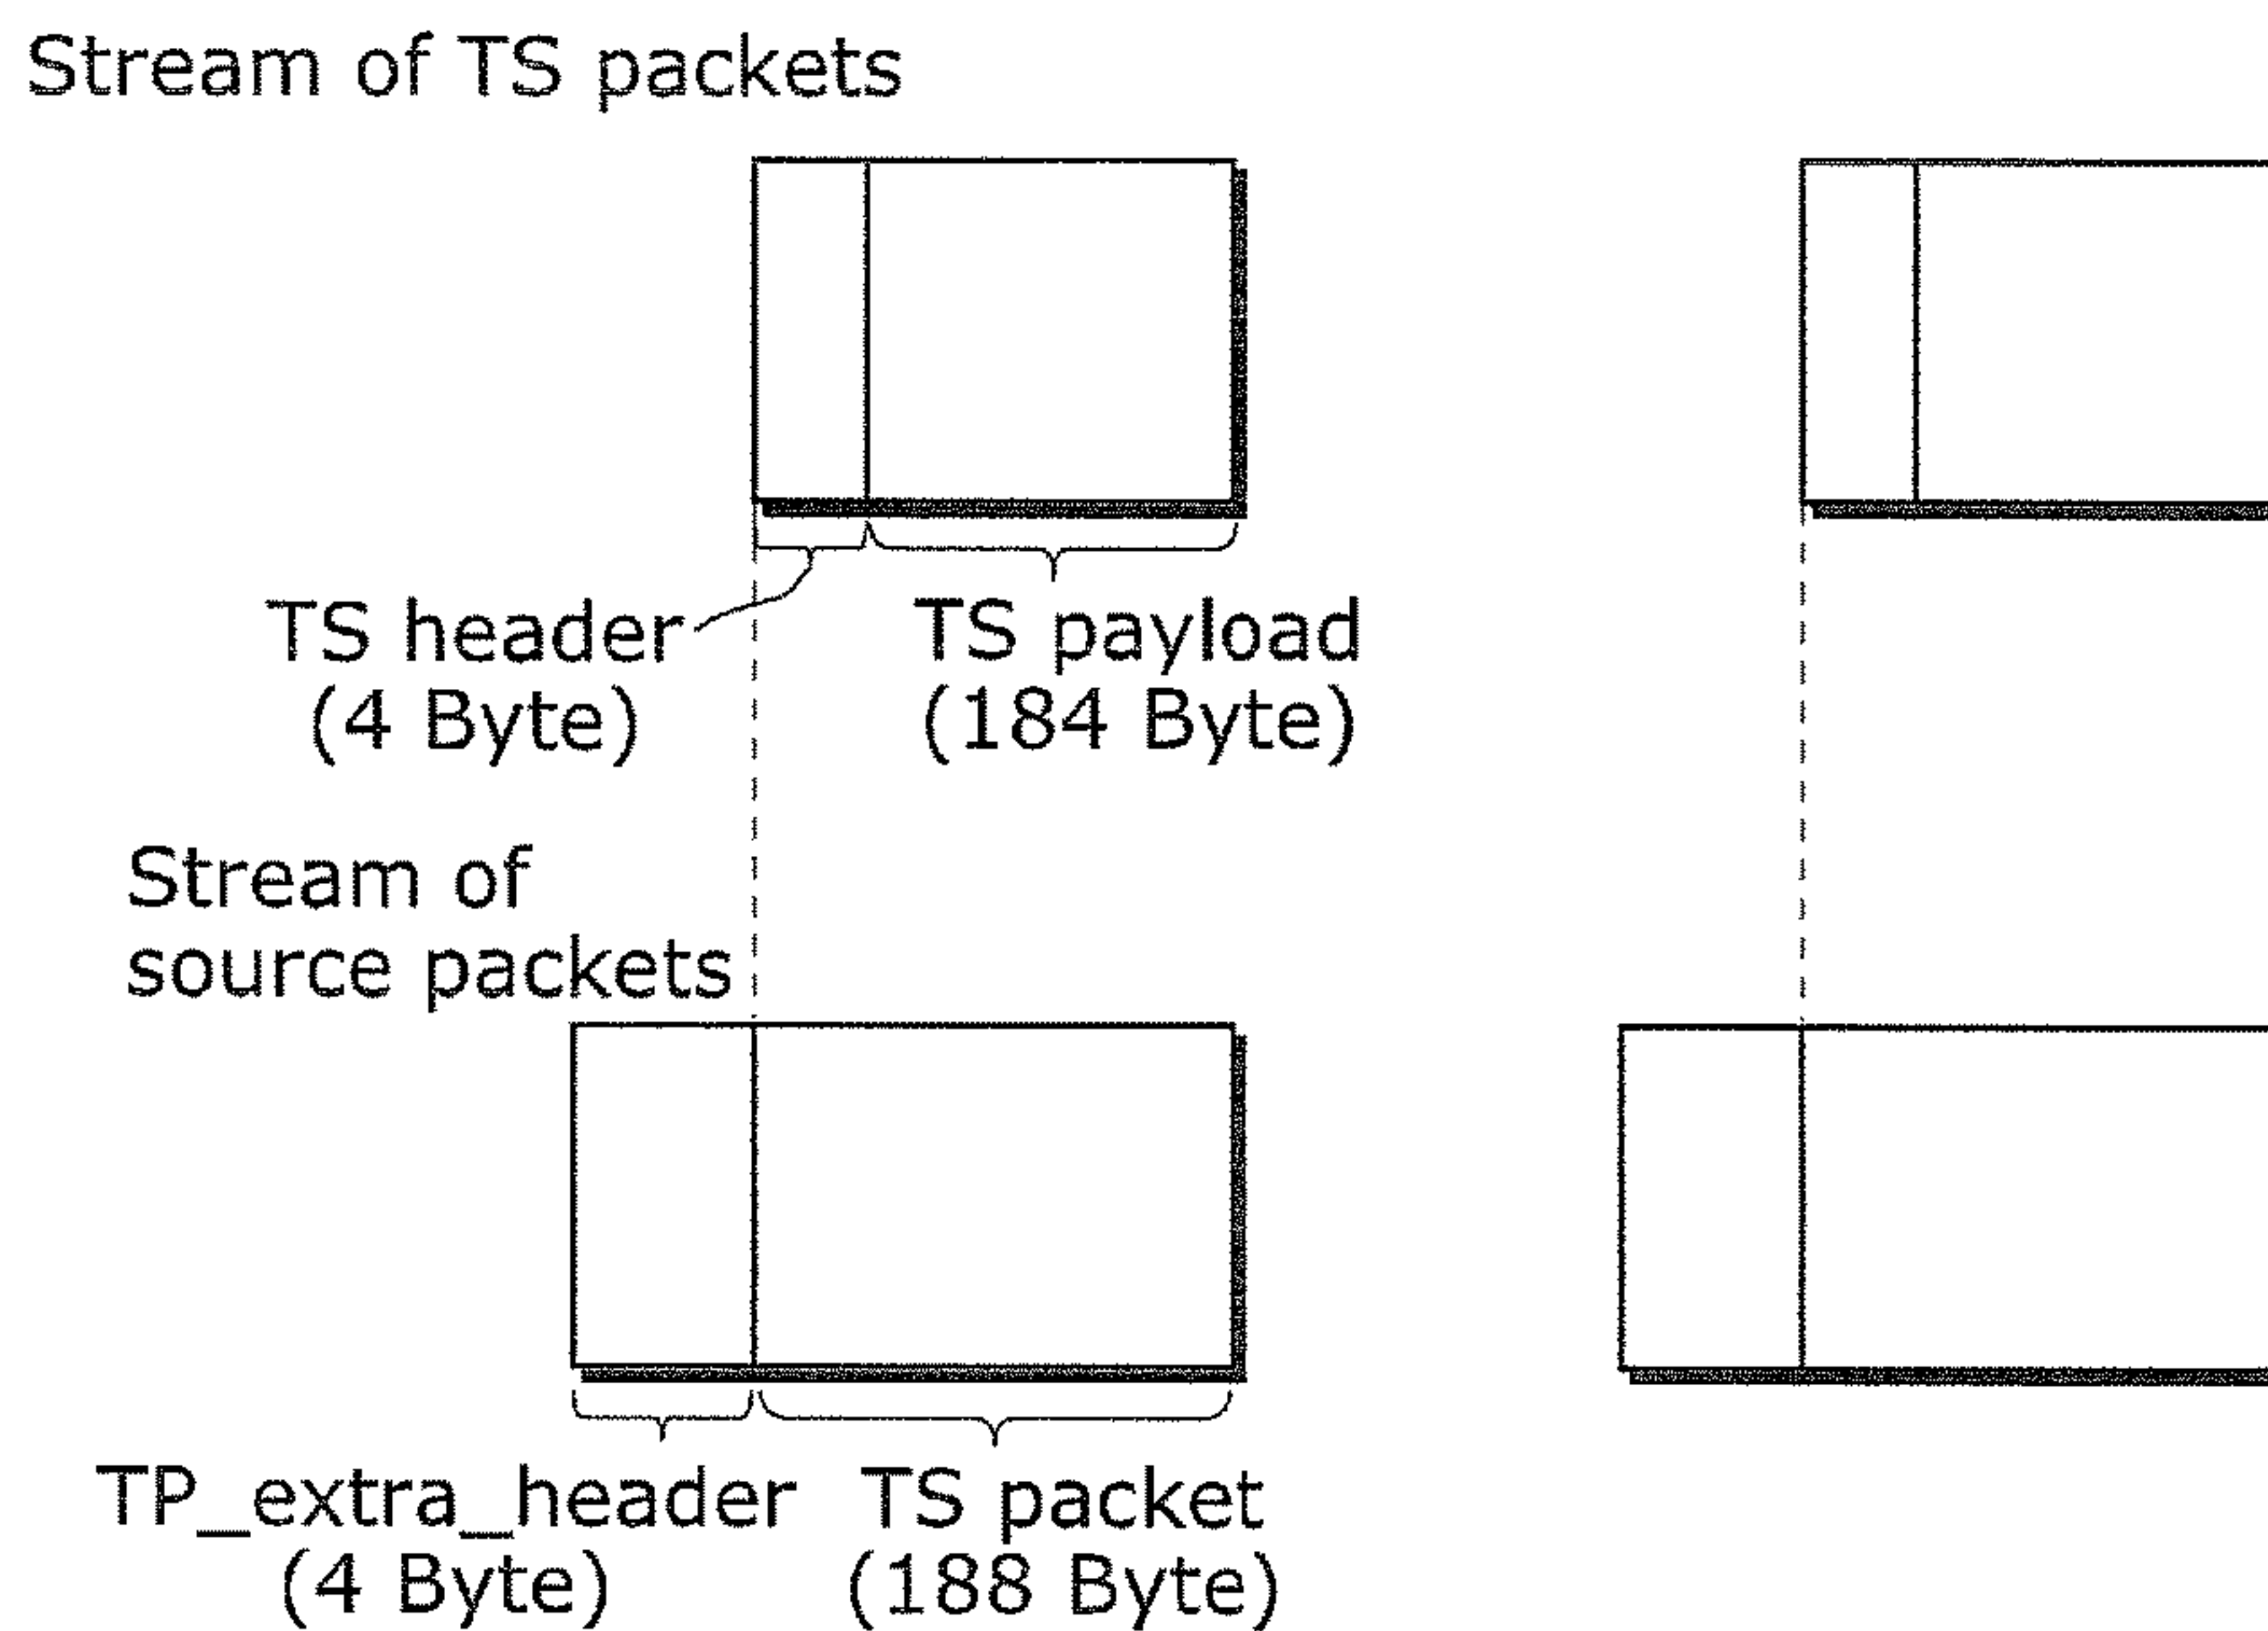 Stream of TS packets
TS header
(4 Byte)
TS payload
(184 Byte)
Stream of
source packets
TP_extra_header
(4 Byte)
TS packet
(188 Byte)